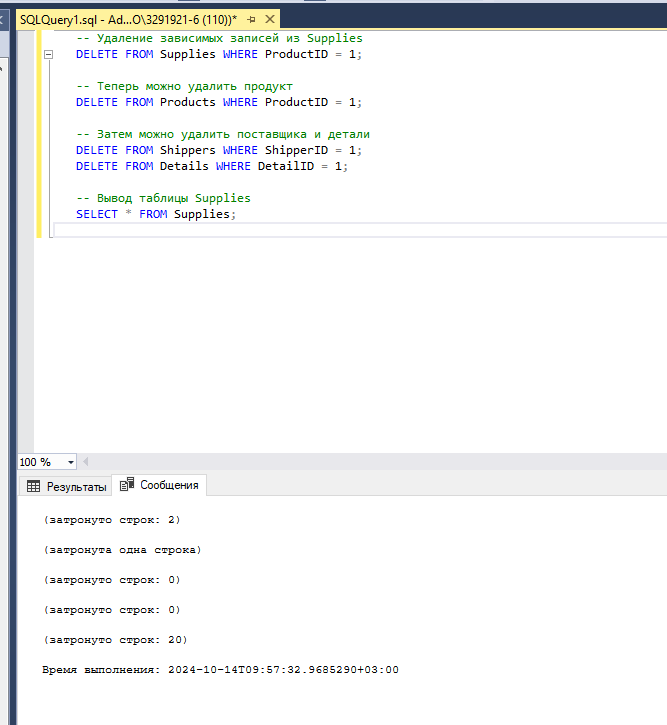 SQLQuery1.sql - Ad...O\3291921-6 (110))*
-- Удаление зависимых записей из Supplies
DELETE FROM Supplies WHERE ProductID = 1;
-- Теперь можно удалить продукт
DELETE FROM Products WHERE ProductID = 1;
-- Затем можно удалить поставщика и детали
DELETE FROM Shippers WHERE ShipperID = 1;
DELETE FROM Details WHERE DetailID = 1;
-- Вывод таблицы Supplies
SELECT * FROM Supplies;
100 %
Результаты Сообщения
(затронуто строк: 2)
(затронута одна строка)
(затронуто строк: 0)
(затронуто строк: 0)
(затронуто строк: 20)
Время выполнения: 2024-10-14T09:57:32.9685290+03:00